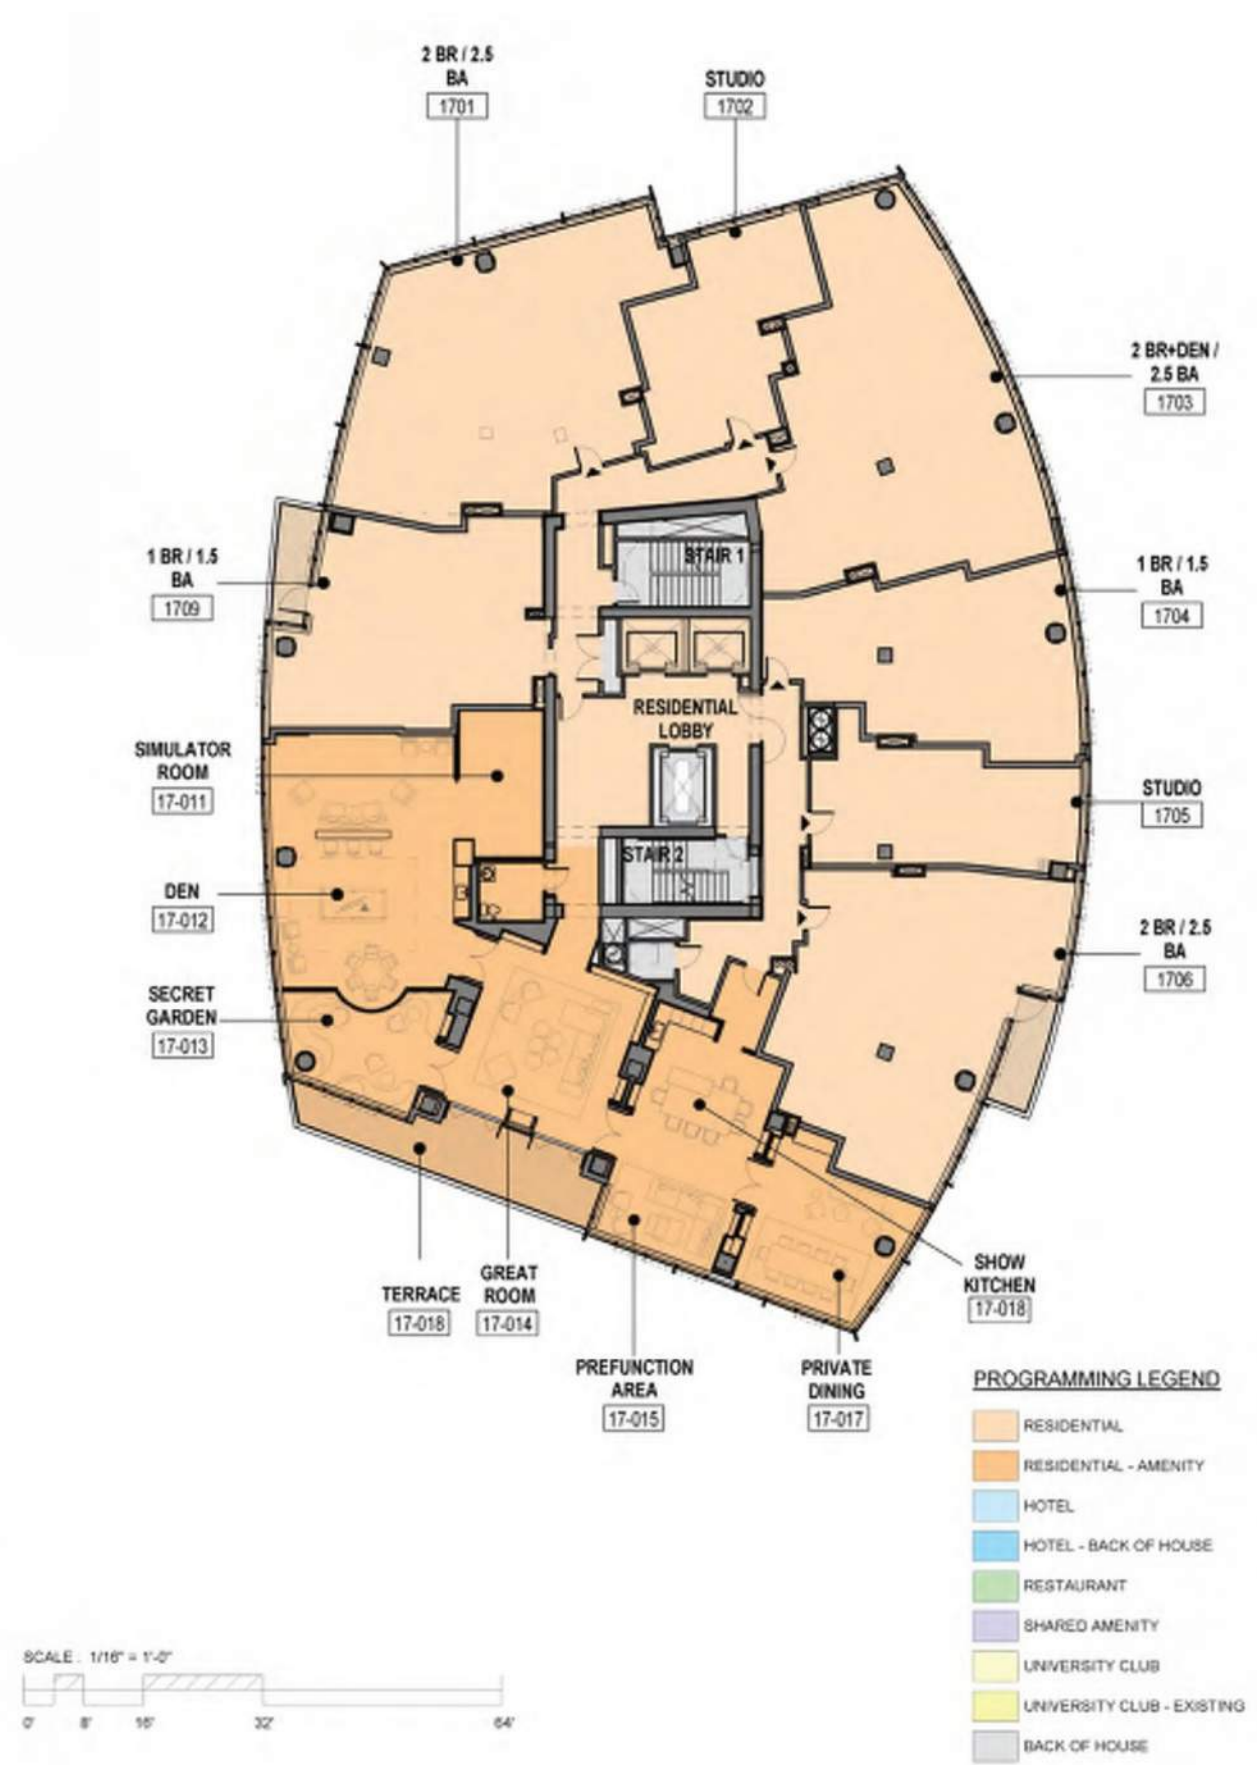 2 BR / 2.5
BA
1701
STUDIO
1702
2 BR+DEN /
2.5 BA
1703
1 BR / 1.5
BA
1704
1 BR / 1.5
BA
1709
STAIR 1
RESIDENTIAL
LOBBY
SIMULATOR
ROOM
17-011
STUDIO
1705
STAIR 2
DEN
17-012
2 BR / 2.5
BA
1706
SECRET
GARDEN
17-013
TERRACE
17-018
GREAT
ROOM
17-014
SHOW
KITCHEN
17-018
PREFUNCTION
AREA
17-015
PRIVATE
DINING
17-017
PROGRAMMING LEGEND
RESIDENTIAL
RESIDENTIAL - AMENITY
HOTEL
HOTEL - BACK OF HOUSE
RESTAURANT
SHARED AMENITY
UNIVERSITY CLUB
UNIVERSITY CLUB - EXISTING
BACK OF HOUSE
SCALE : 1/16" = 1'-0"
0' 8' 16' 32' 64'